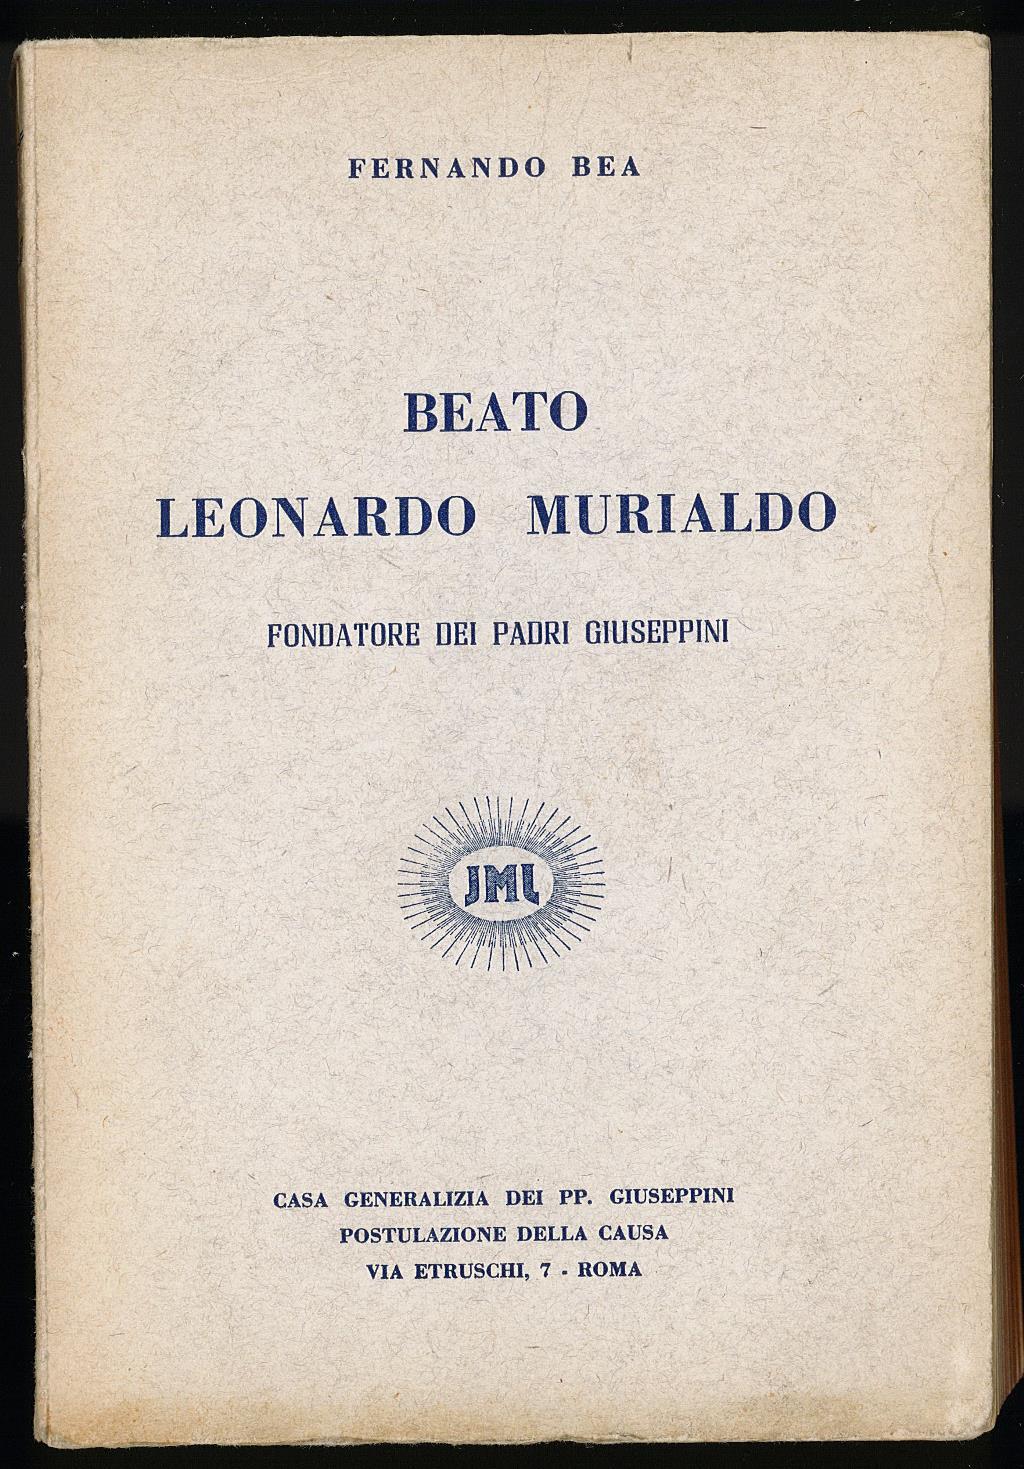 FERNANDO BEA
BEATO
LEONARDO MURIALDO
FONDATORE DEI PADRI GIUSEPPINI
JMJ
CASA GENERALIZIA DEI PP. GIUSEPPINI
POSTULAZIONE DELLA CAUSA
VIA ETRUSCHI, 7 - ROMA